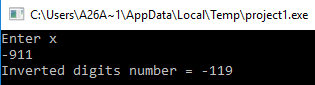 C:\Users\A26A~1\AppData\Local\Temp\project1.exe
Enter x
-911
Inverted digits number = -119